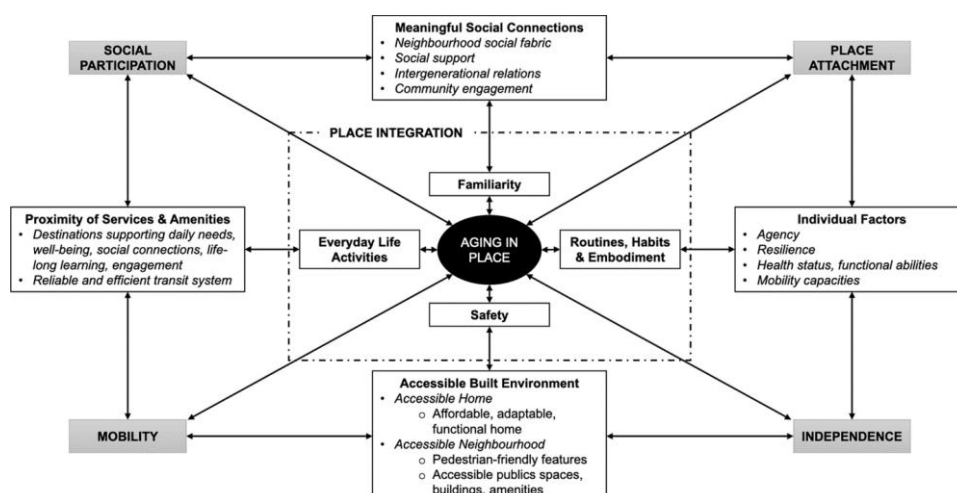 Meaningful Social Connections
• Neighbourhood social fabric
• Social support
• Intergenerational relations
• Community engagement
SOCIAL
PARTICIPATION
PLACE
ATTACHMENT
PLACE INTEGRATION
Familiarity
Proximity of Services & Amenities
• Destinations supporting daily needs,
well-being, social connections, life-
long learning, engagement
• Reliable and efficient transit system
Everyday Life
Activities
AGING IN
PLACE
Routines, Habits
& Embodiment
Individual Factors
• Agency
• Resilience
• Health status, functional abilities
• Mobility capacities
Safety
Accessible Built Environment
• Accessible Home
o Affordable, adaptable,
functional home
• Accessible Neighbourhood
o Pedestrian-friendly features
o Accessible publics spaces,
buildings, amenities
MOBILITY
INDEPENDENCE